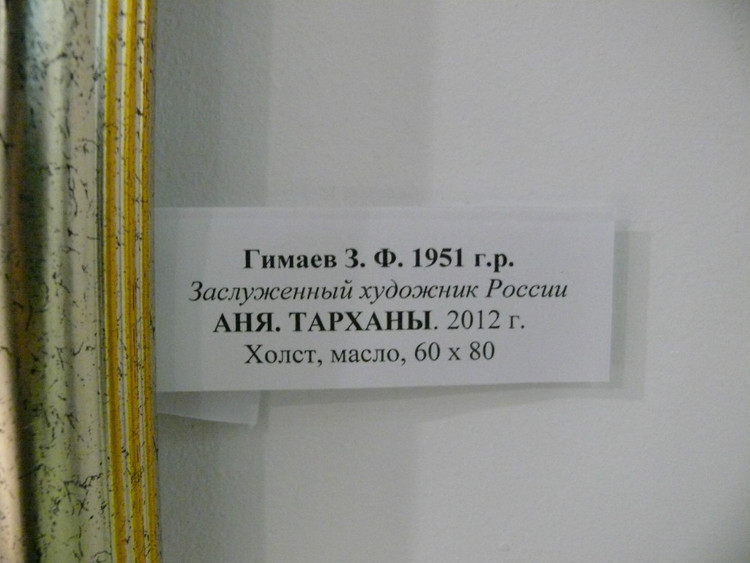 Гимаев З. Ф. 1951 г.р.
Заслуженный художник России
АНЯ. ТАРХАНЫ. 2012 г.
Холст, масло, 60 х 80